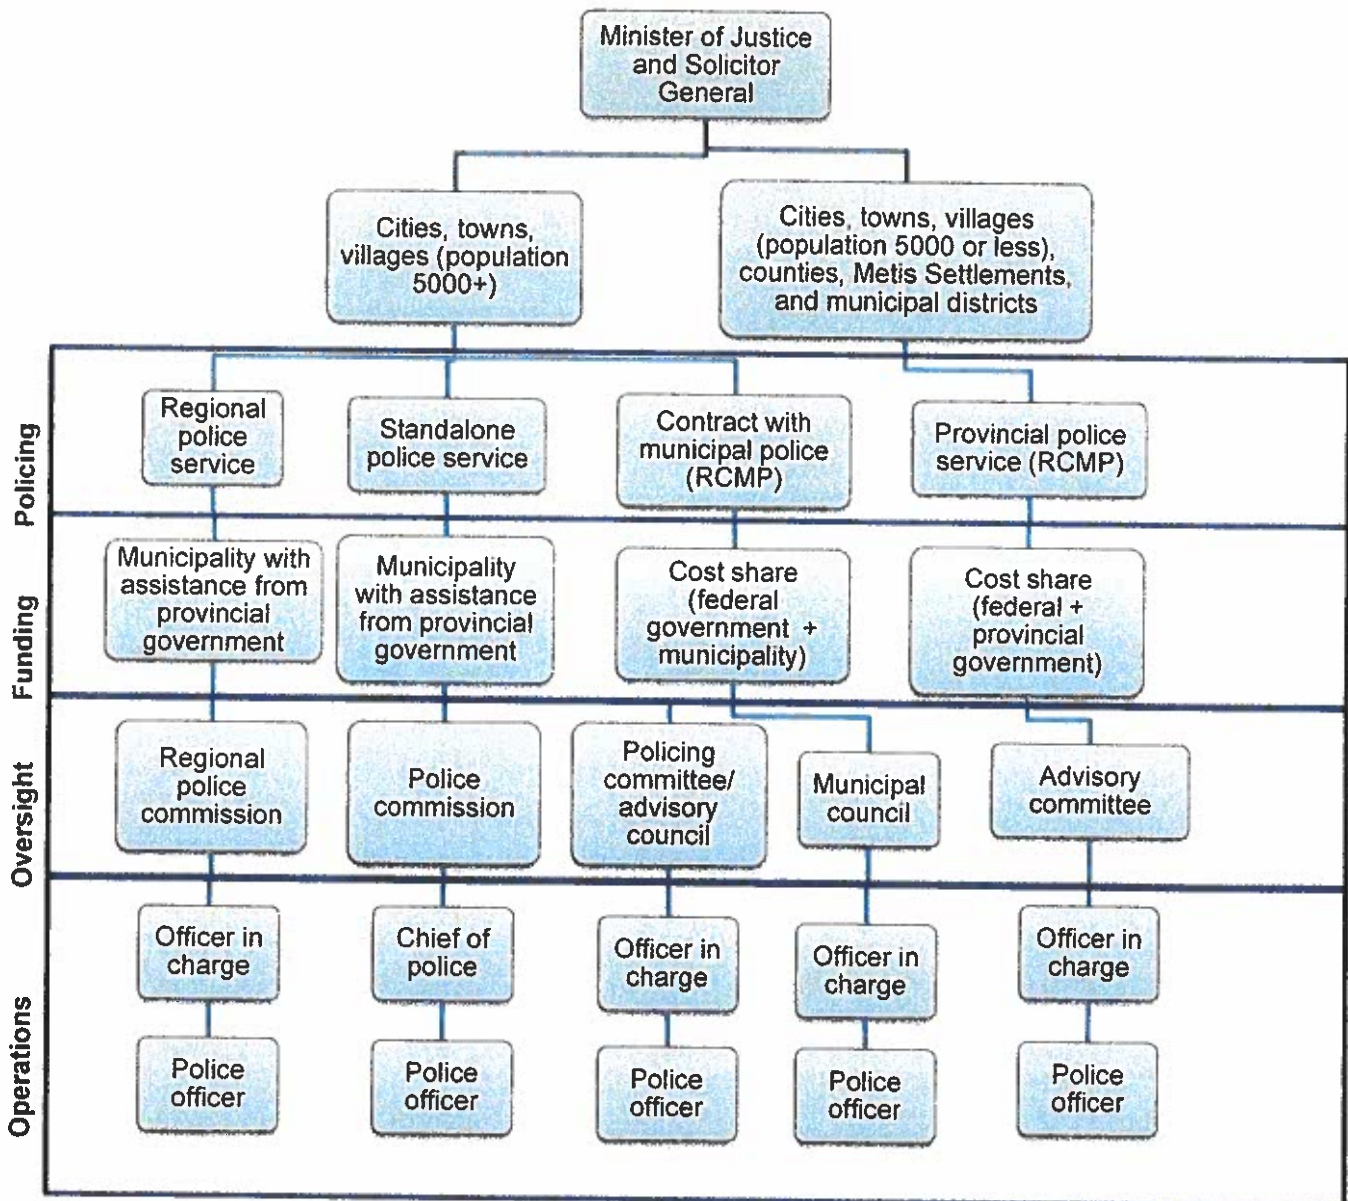 Minister of Justice
and Solicitor
General
Cities, towns,
villages (population
5000+)
Cities, towns, villages
(population 5000 or less),
counties, Metis Settlements,
and municipal districts
Policing
Regional
police
service
Standalone
police service
Contract with
municipal police
(RCMP)
Provincial police
service (RCMP)
Funding
Municipality with
assistance from
provincial
government
Municipality
with assistance
from provincial
government
Cost share
(federal
government +
municipality)
Cost share
(federal +
provincial
government)
Oversight
Regional
police
commission
Police
commission
Policing
committee/
advisory
council
Municipal
council
Advisory
committee
Operations
Officer in
charge
Chief of
police
Officer in
charge
Officer in
charge
Officer in
charge
Police
officer
Police
officer
Police
officer
Police
officer
Police
officer